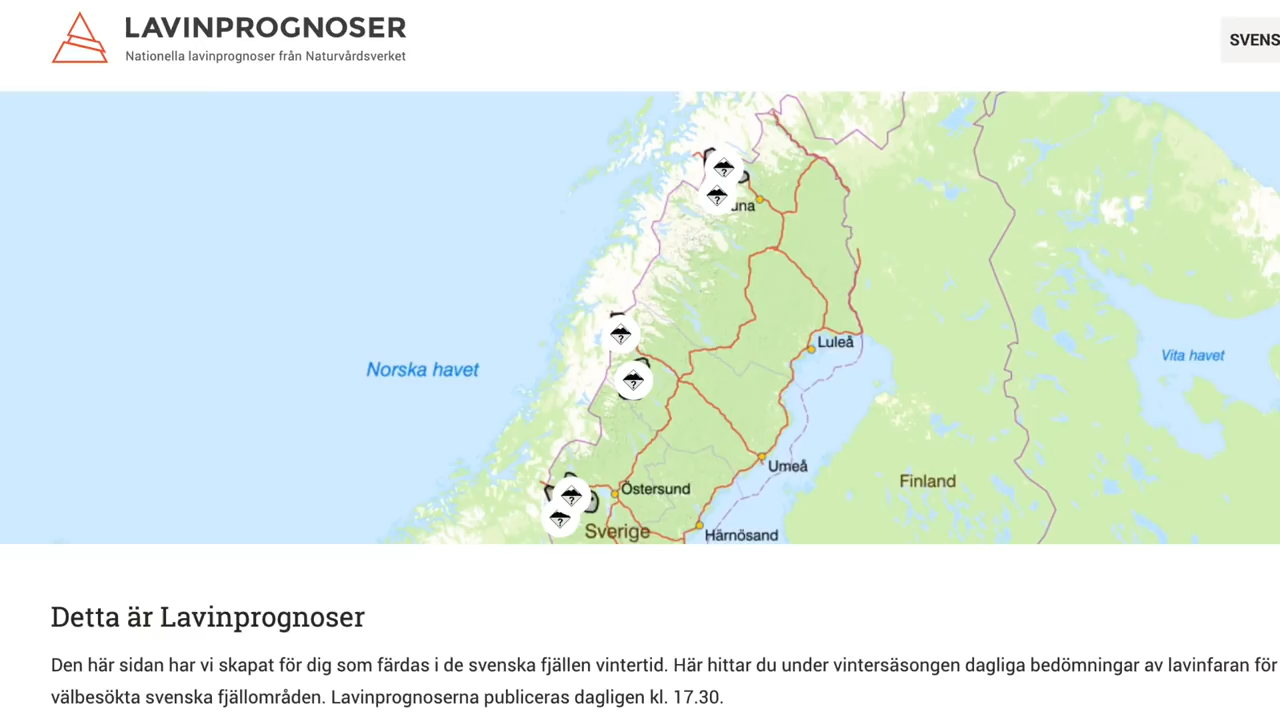 LAVINPROGNOSER
Nationella lavinprognoser från Naturvårdsverket
SVENS
una
Luleå
Norska havet
Vita havet
Umeå
Finland
Östersund
Sverige
Härnösand
Detta är Lavinprognoser
Den här sidan har vi skapat för dig som färdas i de svenska fjällen vintertid. Här hittar du under vintersäsongen dagliga bedömningar av lavinfaran för
välbesökta svenska fjällområden. Lavinprognoserna publiceras dagligen kl. 17.30.